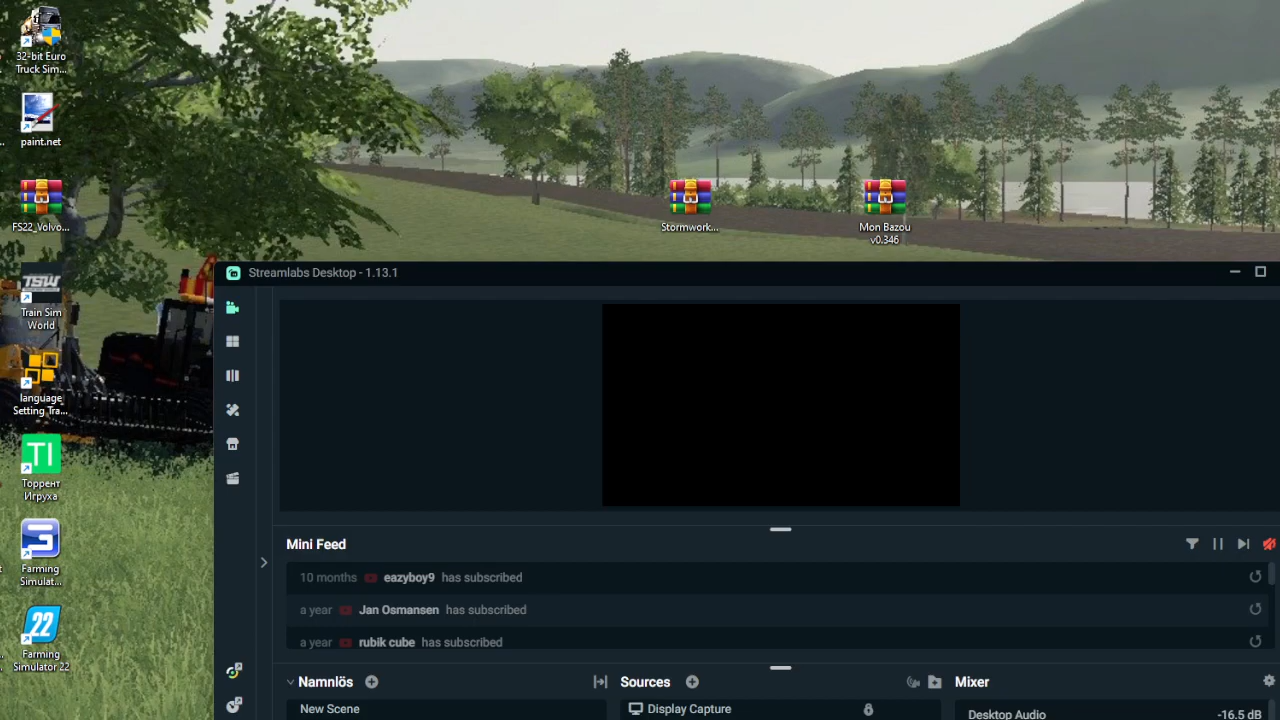 32-bit Euro
Truck Sim...
paint.net
FS22_Volvo...
Stormwork...
Mon Bazou
v0.346
TSW
Train Sim
World
language
Setting Tra...
TI
Торрент
Игруха
Farming
Simulat...
22
Farming
Simulator 22
Streamlabs Desktop - 1.13.1
Mini Feed
10 months eazyboy9 has subscribed
a year Jan Osmansen has subscribed
a year rubik cube has subscribed
Namnlös
Sources
Mixer
New Scene
Display Capture
Desktop Audio
-16.5 dB